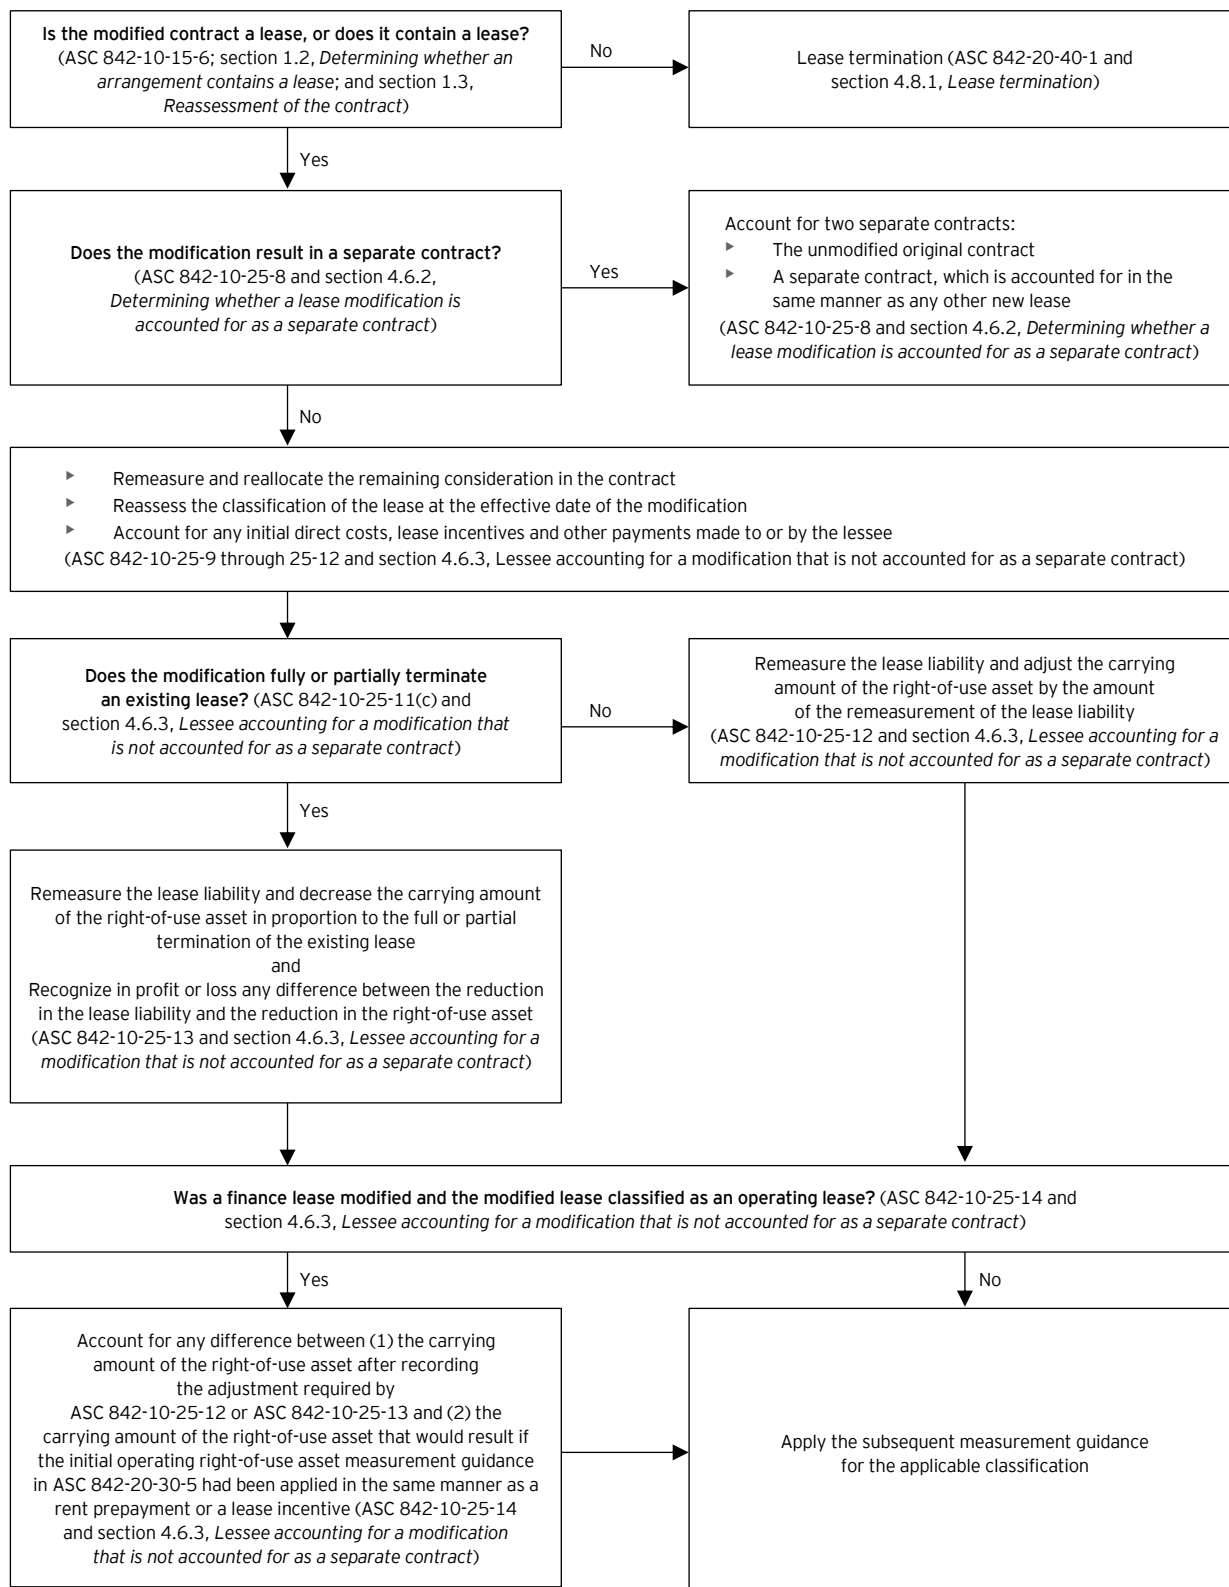 Is the modified contract a lease, or does it contain a lease?
(ASC 842-10-15-6; section 1.2, Determining whether an
arrangement contains a lease; and section 1.3,
Reassessment of the contract)
No
Lease termination (ASC 842-20-40-1 and
section 4.8.1, Lease termination)
Yes
Does the modification result in a separate contract?
(ASC 842-10-25-8 and section 4.6.2,
Determining whether a lease modification is
accounted for as a separate contract)
Yes
Account for two separate contracts:
► The unmodified original contract
► A separate contract, which is accounted for in the
same manner as any other new lease
(ASC 842-10-25-8 and section 4.6.2, Determining whether a
lease modification is accounted for as a separate contract)
No
► Remeasure and reallocate the remaining consideration in the contract
► Reassess the classification of the lease at the effective date of the modification
► Account for any initial direct costs, lease incentives and other payments made to or by the lessee
(ASC 842-10-25-9 through 25-12 and section 4.6.3, Lessee accounting for a modification that is not accounted for as a separate contract)
Does the modification fully or partially terminate
an existing lease? (ASC 842-10-25-11(c) and
section 4.6.3, Lessee accounting for a modification that
is not accounted for as a separate contract)
No
Remeasure the lease liability and adjust the carrying
amount of the right-of-use asset by the amount
of the remeasurement of the lease liability
(ASC 842-10-25-12 and section 4.6.3, Lessee accounting for a
modification that is not accounted for as a separate contract)
Yes
Remeasure the lease liability and decrease the carrying amount
of the right-of-use asset in proportion to the full or partial
termination of the existing lease
and
Recognize in profit or loss any difference between the reduction
in the lease liability and the reduction in the right-of-use asset
(ASC 842-10-25-13 and section 4.6.3, Lessee accounting for a
modification that is not accounted for as a separate contract)
Was a finance lease modified and the modified lease classified as an operating lease? (ASC 842-10-25-14 and
section 4.6.3, Lessee accounting for a modification that is not accounted for as a separate contract)
Yes
No
Account for any difference between (1) the carrying
amount of the right-of-use asset after recording
the adjustment required by
ASC 842-10-25-12 or ASC 842-10-25-13 and (2) the
carrying amount of the right-of-use asset that would result if
the initial operating right-of-use asset measurement guidance
in ASC 842-20-30-5 had been applied in the same manner as a
rent prepayment or a lease incentive (ASC 842-10-25-14
and section 4.6.3, Lessee accounting for a modification
that is not accounted for as a separate contract)
Apply the subsequent measurement guidance
for the applicable classification